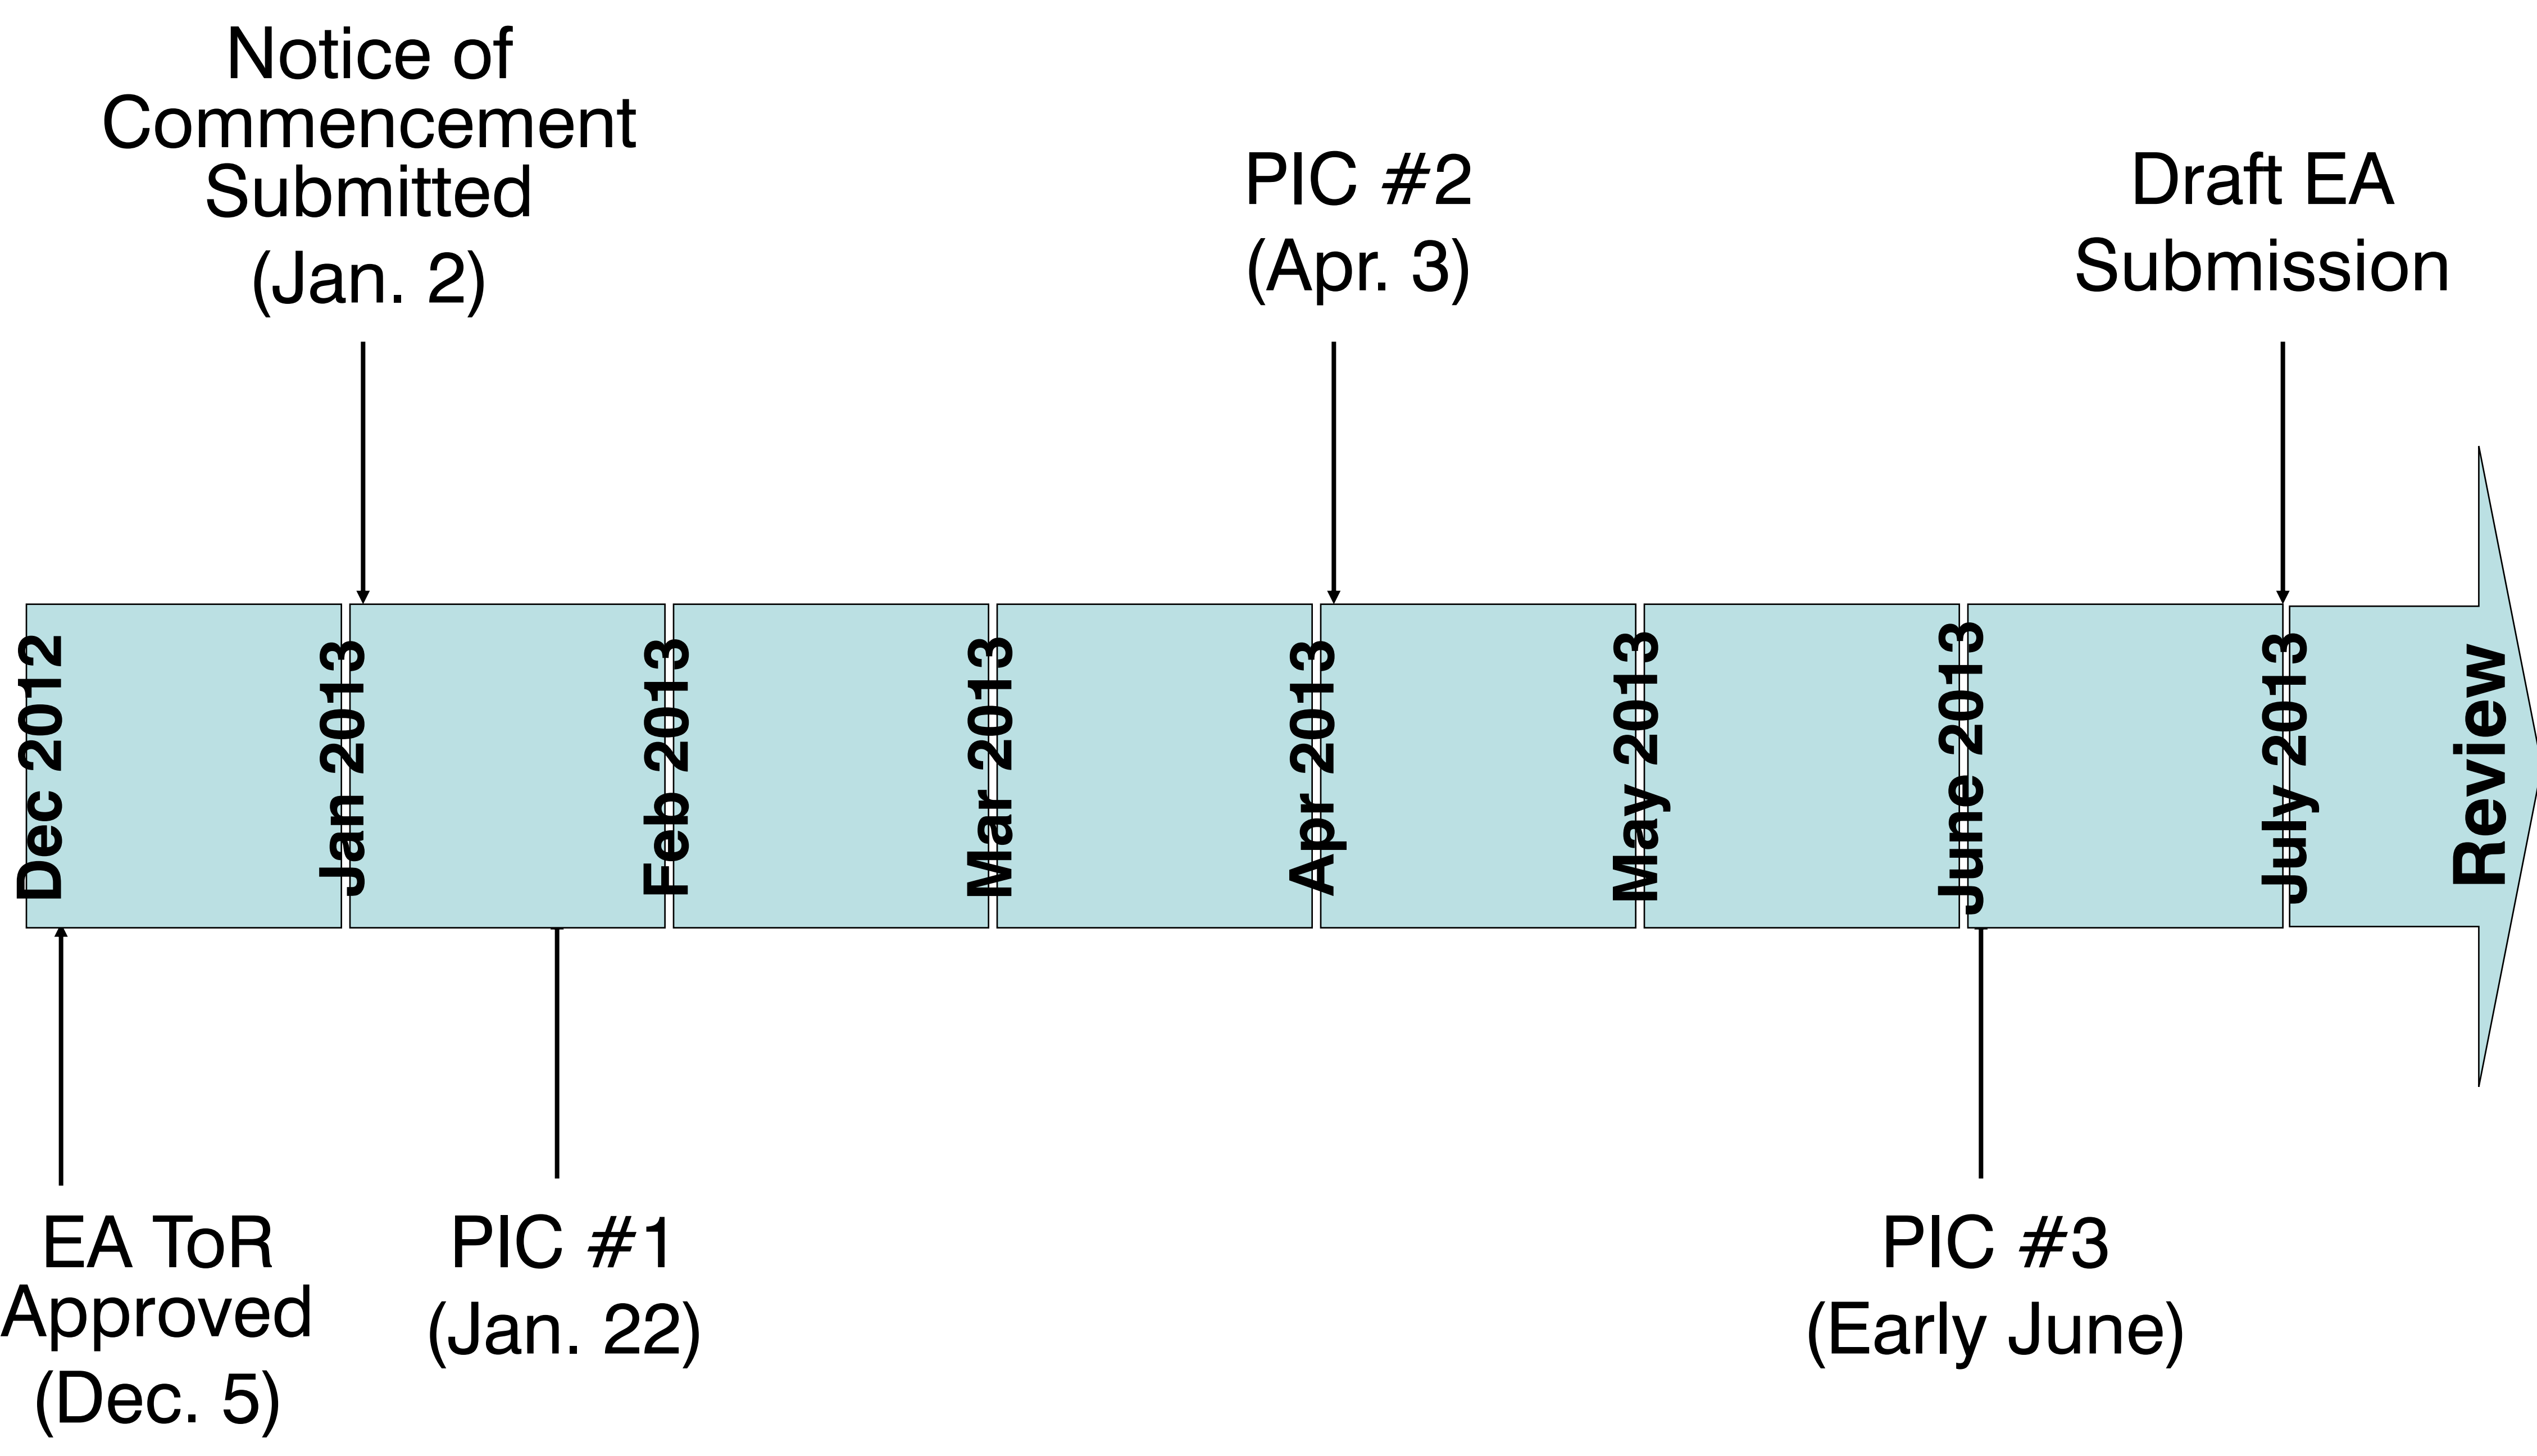 Notice of
Commencement
Submitted
(Jan. 2)
PIC #2
(Apr. 3)
Draft EA
Submission
Dec 2012
Jan 2013
Feb 2013
Mar 2013
Apr 2013
May 2013
June 2013
July 2013
Review
EA ToR
Approved
(Dec. 5)
PIC #1
(Jan. 22)
PIC #3
(Early June)